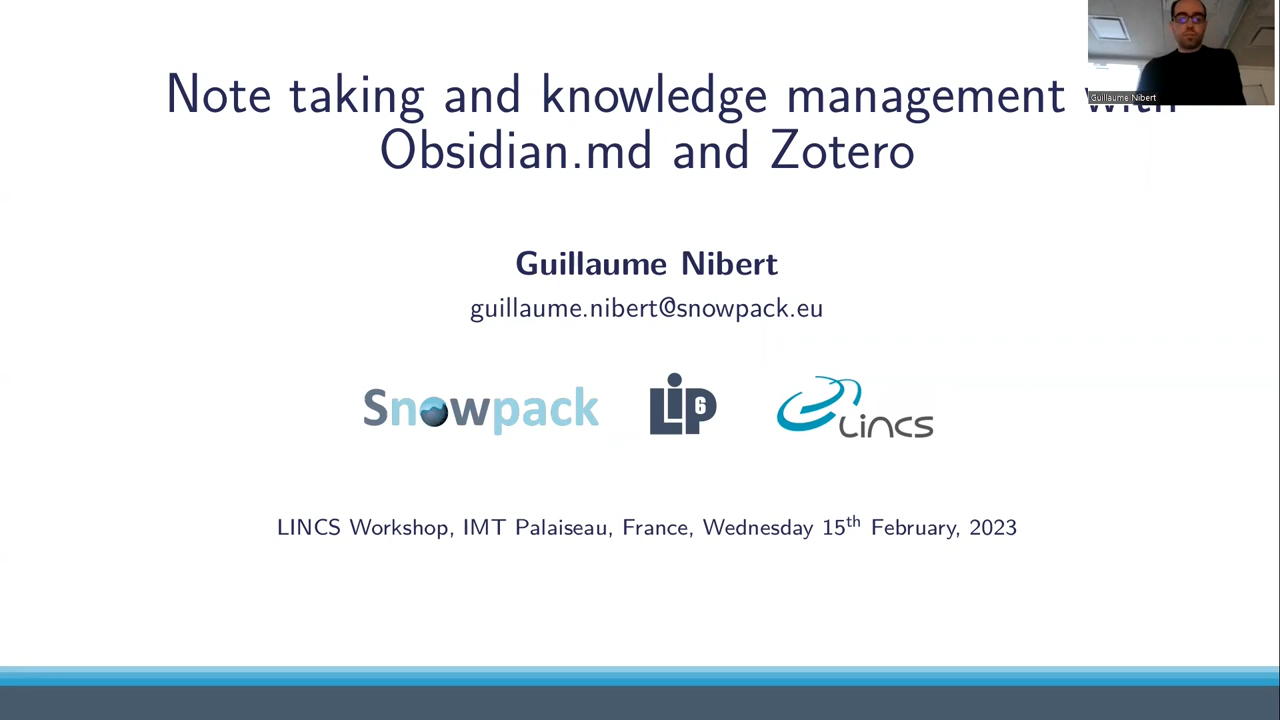 Note taking and knowledge management with
Obsidian.md and Zotero
Guillaume Nibert
Guillaume Nibert
guillaume.nibert@snowpack.eu
Snowpack
LIP6
Lincs
LINCS Workshop, IMT Palaiseau, France, Wednesday 15th February, 2023